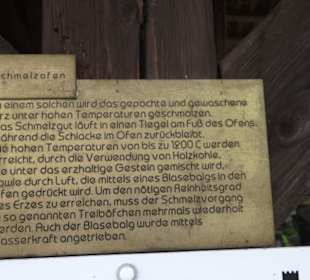 chmelzofen
n einem solchen wird das gepochte und gewaschene
rz unter hohen Temperaturen geschmolzen.
as Schmelzgut läuft in einen Tiegel am Fuß des Ofens,
ährend die Schlacke im Ofen zurückbleibt.
ie hohen Temperaturen von bis zu 1200 C werden
rreicht, durch die Verwendung von Holzkohle,
ie unter das erzhaltige Gestein gemischt wird,
owie durch Luft, die mittels eines Blasebalgs in den
fen gedrückt wird. Um den nötigen Reinheitsgrad
es Erzes zu erreichen, muss der Schmelzvorgang
so genannten Treiböfchen mehrmals wiederholt
erden. Auch der Blasebalg wurde mittels
asserkraft angetrieben.